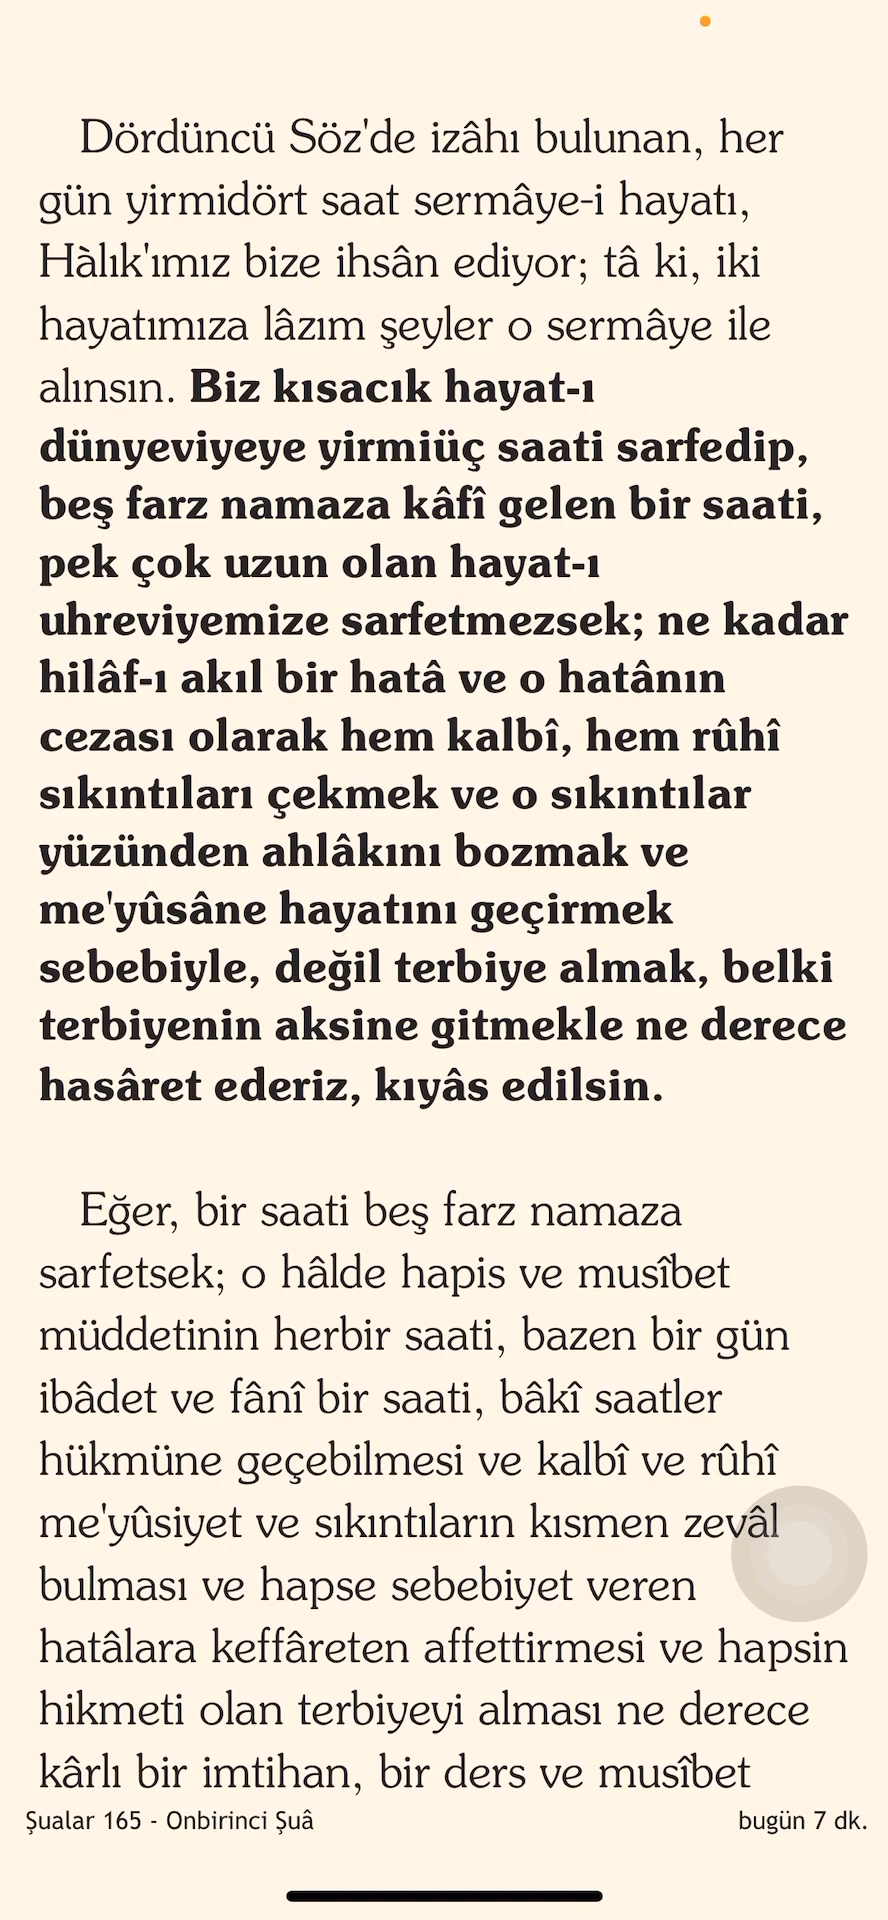 Dördüncü Söz'de izâhı bulunan, her
gün yirmidört saat sermâye-i hayatı,
Hàlık'ımız bize ihsân ediyor; tâ ki, iki
hayatımıza lâzım şeyler o sermâye ile
alınsın. Biz kısacık hayat-ı
dünyeviyeye yirmiüç saati sarfedip,
beş farz namaza kâfî gelen bir saati,
pek çok uzun olan hayat-ı
uhreviyemize sarfetmezsek; ne kadar
hilâf-ı akıl bir hatâ ve o hatânın
cezası olarak hem kalbî, hem rûhî
sıkıntıları çekmek ve o sıkıntılar
yüzünden ahlâkını bozmak ve
me'yûsâne hayatını geçirmek
sebebiyle, değil terbiye almak, belki
terbiyenin aksine gitmekle ne derece
hasâret ederiz, kıyâs edilsin.
Eğer, bir saati beş farz namaza
sarfetsek; o hâlde hapis ve musîbet
müddetinin herbir saati, bazen bir gün
ibâdet ve fânî bir saati, bâkî saatler
hükmüne geçebilmesi ve kalbî ve rûhî
me'yûsiyet ve sıkıntıların kısmen zevâl
bulması ve hapse sebebiyet veren
hatâlara keffâreten affettirmesi ve hapsin
hikmeti olan terbiyeyi alması ne derece
kârlı bir imtihan, bir ders ve musîbet
Şualar 165 - Onbirinci Şuâ
bugün 7 dk.